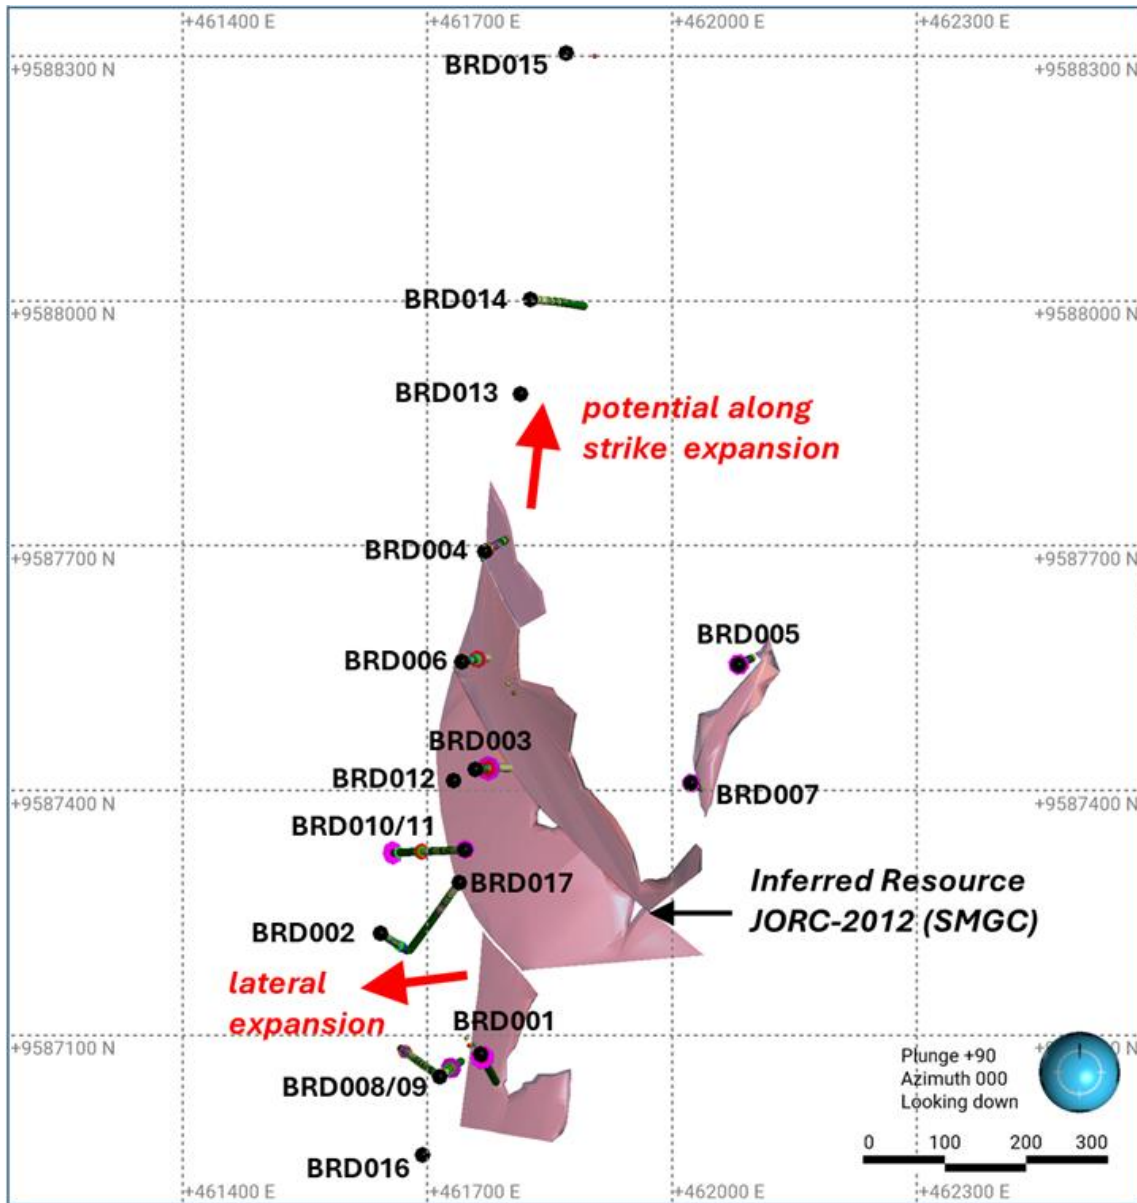 +461400 E
+461700 E
+462000 E
+462300 E
+9588300 N
BRD015
+9588300 N
+9588000 N
BRD014
+9588000 N
BRD013
potential along
strike expansion
+9587700 N
BRD004
+9587700 N
BRD005
BRD006
BRD003
BRD012
+9587400 N
BRD007
+9587400 N
BRD010/11
BRD017
Inferred Resource
JORC-2012 (SMGC)
BRD002
lateral
expansion
BRD001
+9587100 N
Plunge +90
Azimuth 000
Looking down
BRD008/09
0 100 200 300
BRD016
+461400 E
+461700 E
+462000 E
+462300 E